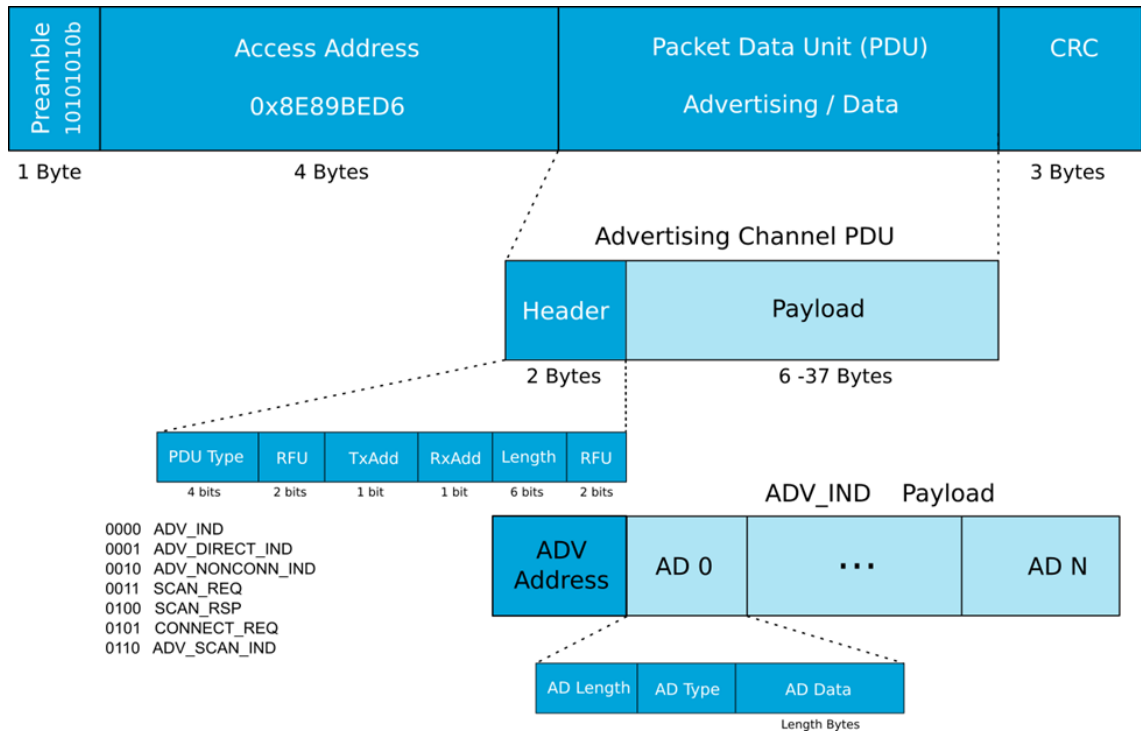 Preamble
10101010b
Access Address
0x8E89BED6
Packet Data Unit (PDU)
Advertising / Data
CRC
1 Byte
4 Bytes
3 Bytes
Advertising Channel PDU
Header
Payload
2 Bytes
6 -37 Bytes
PDU Type
RFU
TxAdd
RxAdd
Length
RFU
4 bits
2 bits
1 bit
1 bit
6 bits
2 bits
0000 ADV_IND
0001 ADV_DIRECT_IND
0010 ADV_NONCONN_IND
0011 SCAN_REQ
0100 SCAN_RSP
0101 CONNECT_REQ
0110 ADV_SCAN_IND
ADV_IND Payload
ADV
Address
AD 0
...
AD N
AD Length
AD Type
AD Data
Length Bytes